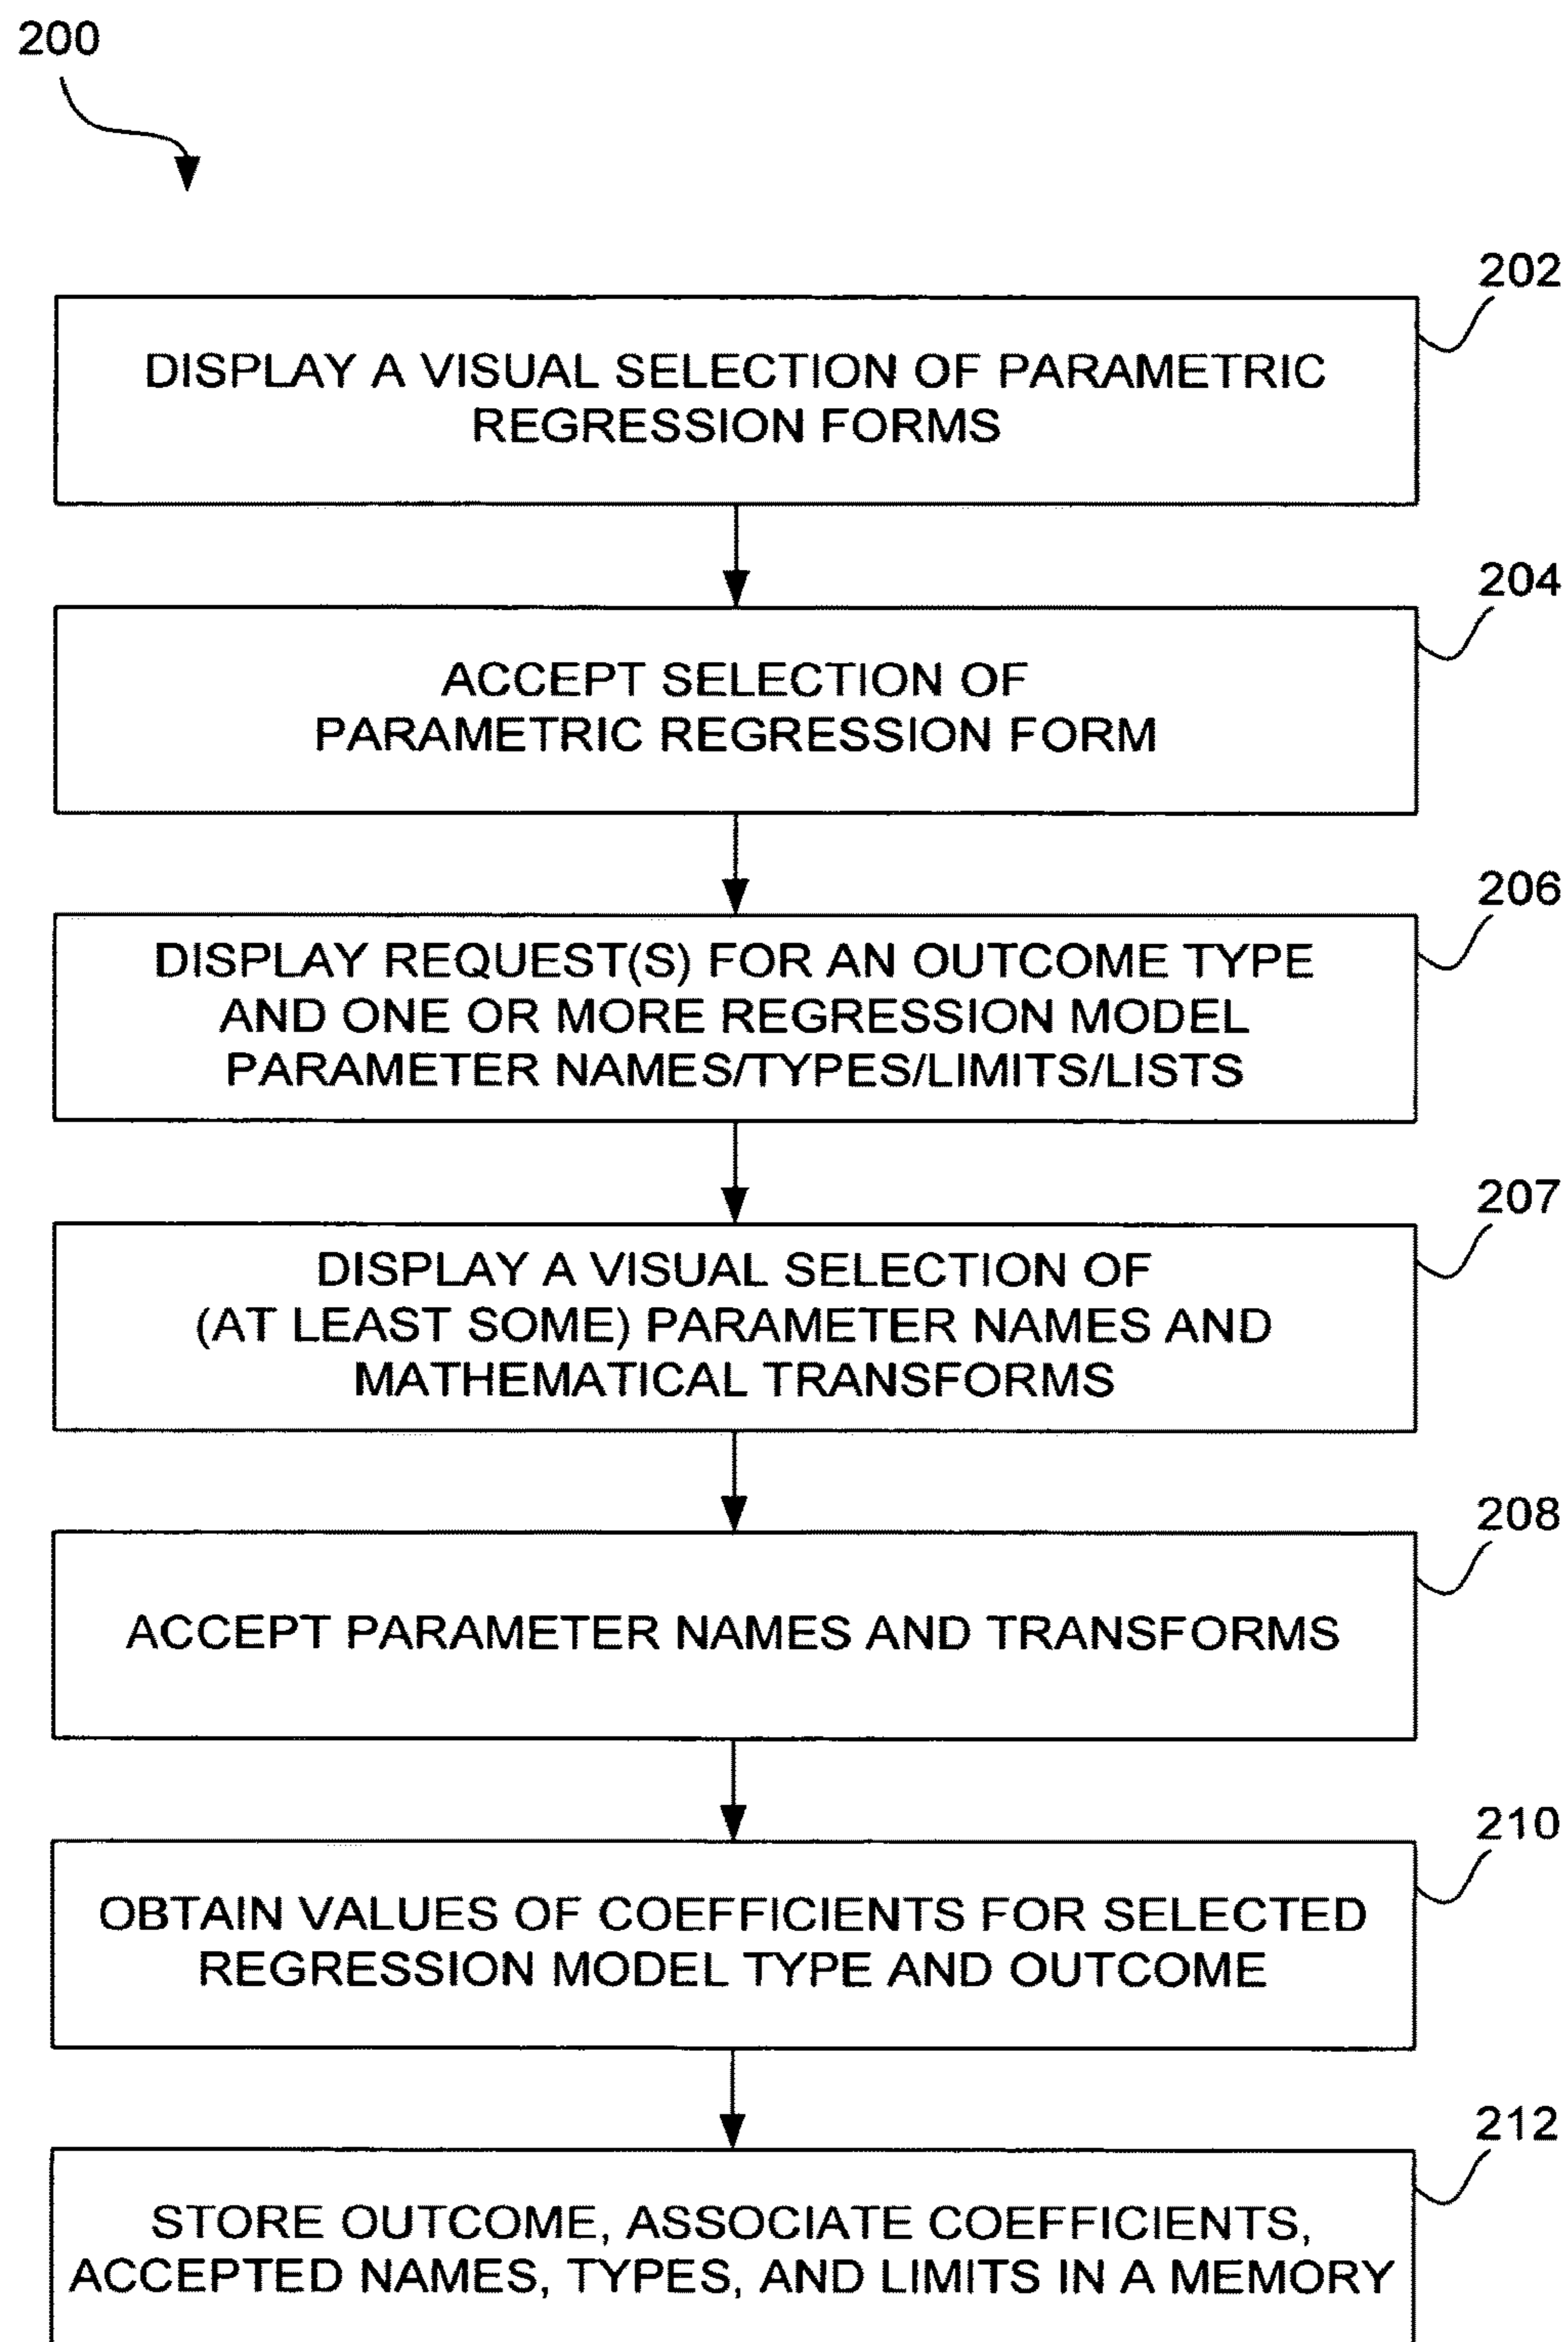 200
202
DISPLAY A VISUAL SELECTION OF PARAMETRIC
REGRESSION FORMS
204
ACCEPT SELECTION OF
PARAMETRIC REGRESSION FORM
206
DISPLAY REQUEST(S) FOR AN OUTCOME TYPE
AND ONE OR MORE REGRESSION MODEL
PARAMETER NAMES/TYPES/LIMITS/LISTS
207
DISPLAY A VISUAL SELECTION OF
(AT LEAST SOME) PARAMETER NAMES AND
MATHEMATICAL TRANSFORMS
208
ACCEPT PARAMETER NAMES AND TRANSFORMS
210
OBTAIN VALUES OF COEFFICIENTS FOR SELECTED
REGRESSION MODEL TYPE AND OUTCOME
212
STORE OUTCOME, ASSOCIATE COEFFICIENTS,
ACCEPTED NAMES, TYPES, AND LIMITS IN A MEMORY